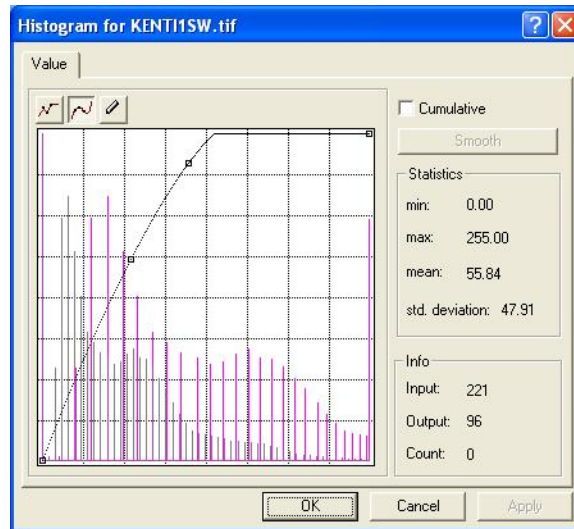 Histogram for KENTI1SW.tif
Value
Cumulative
Smooth
Statistics
min: 0.00
max: 255.00
mean: 55.84
std. deviation: 47.91
Info
Input: 221
Output: 96
Count: 0
OK Cancel Apply